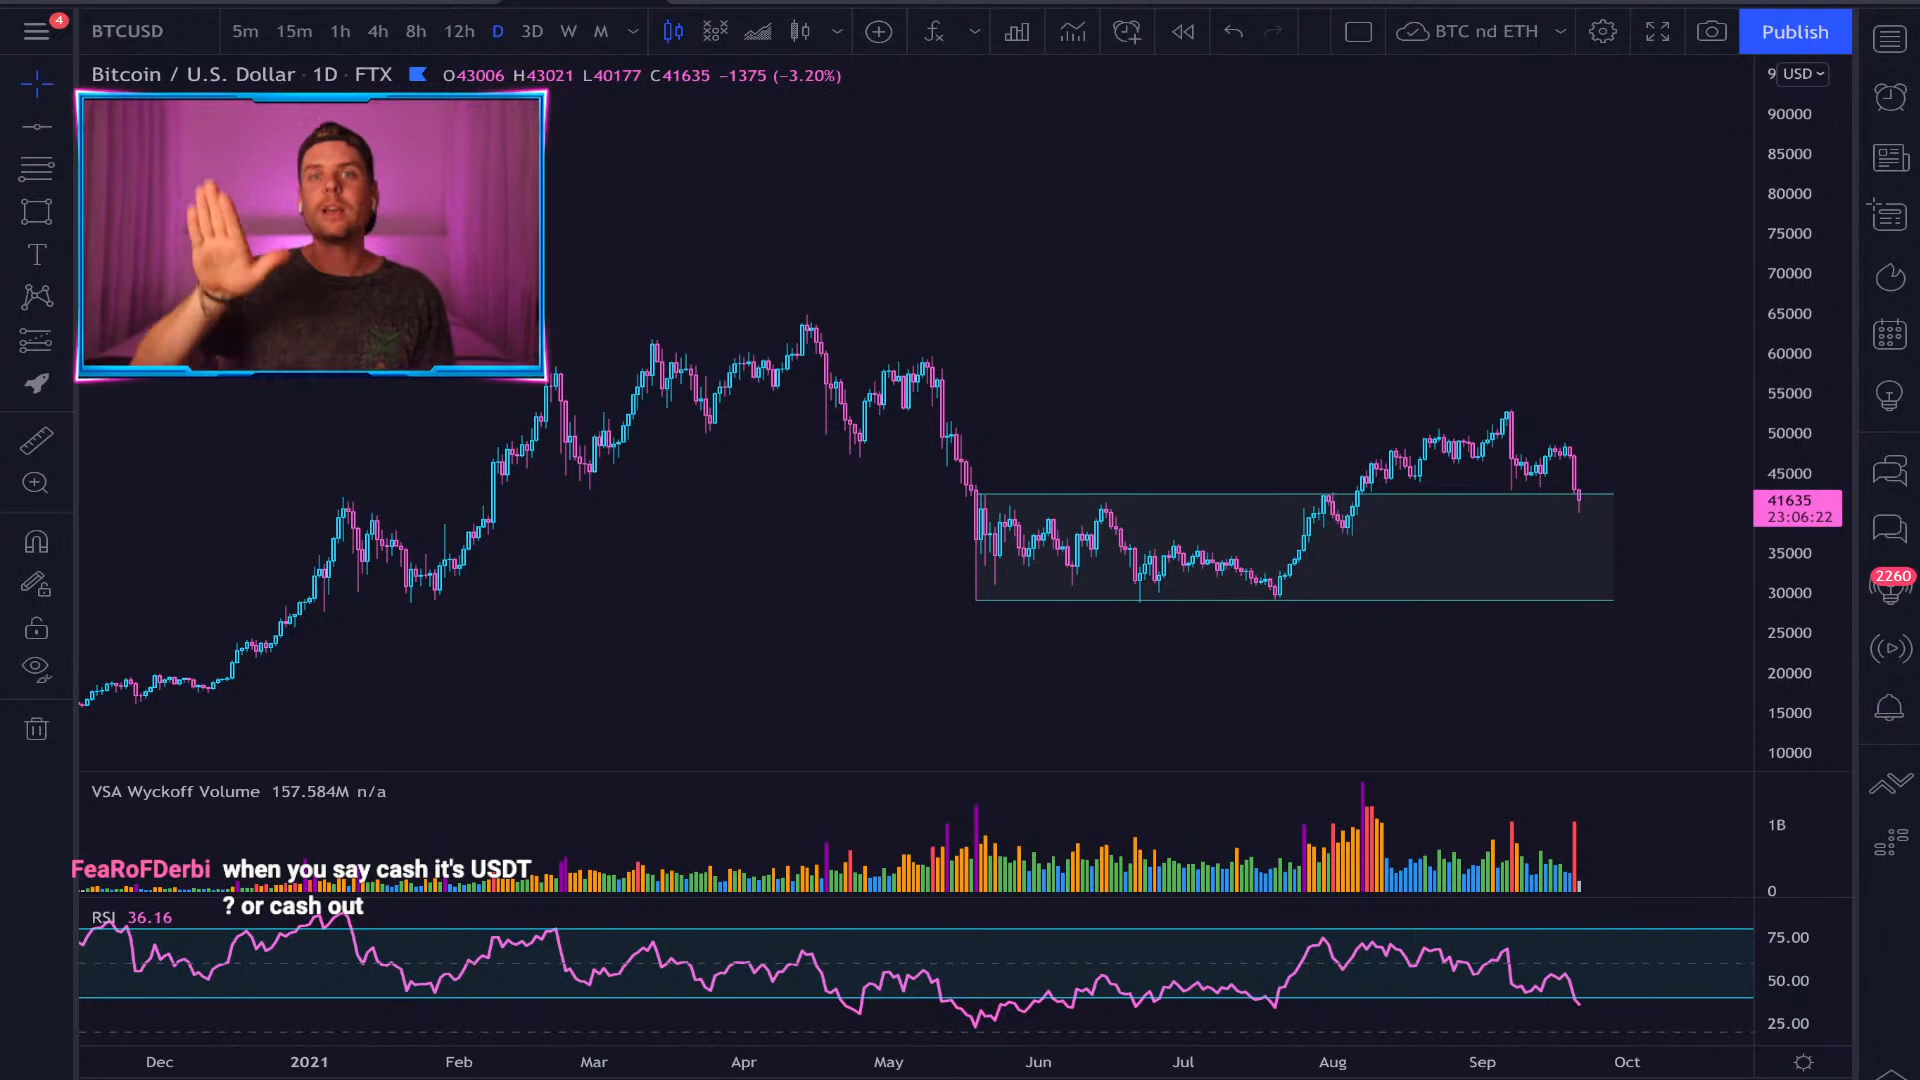 4
BTCUSD
5m 15m 1h 4h 8h 12h D 3D W M
BTC nd ETH
Publish
Bitcoin / U.S. Dollar · 1D · FTX O43006 H43021 L40177 C41635 −1375 (−3.20%)
9 USD
90000
85000
80000
75000
70000
65000
60000
55000
50000
45000
41635
23:06:22
35000
30000
25000
20000
15000
10000
2260
VSA Wyckoff Volume 157.584M n/a
1B
0
FeaRoFDerbi when you say cash it's USDT
? or cash out
RSI 36.16
75.00
50.00
25.00
Dec 2021 Feb Mar Apr May Jun Jul Aug Sep Oct